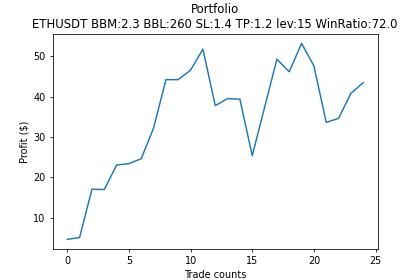 Portfolio
ETHUSDT BBM:2.3 BBL:260 SL:1.4 TP:1.2 lev:15 WinRatio:72.0
50
40
30
20
10
Profit ($)
0 5 10 15 20 25
Trade counts